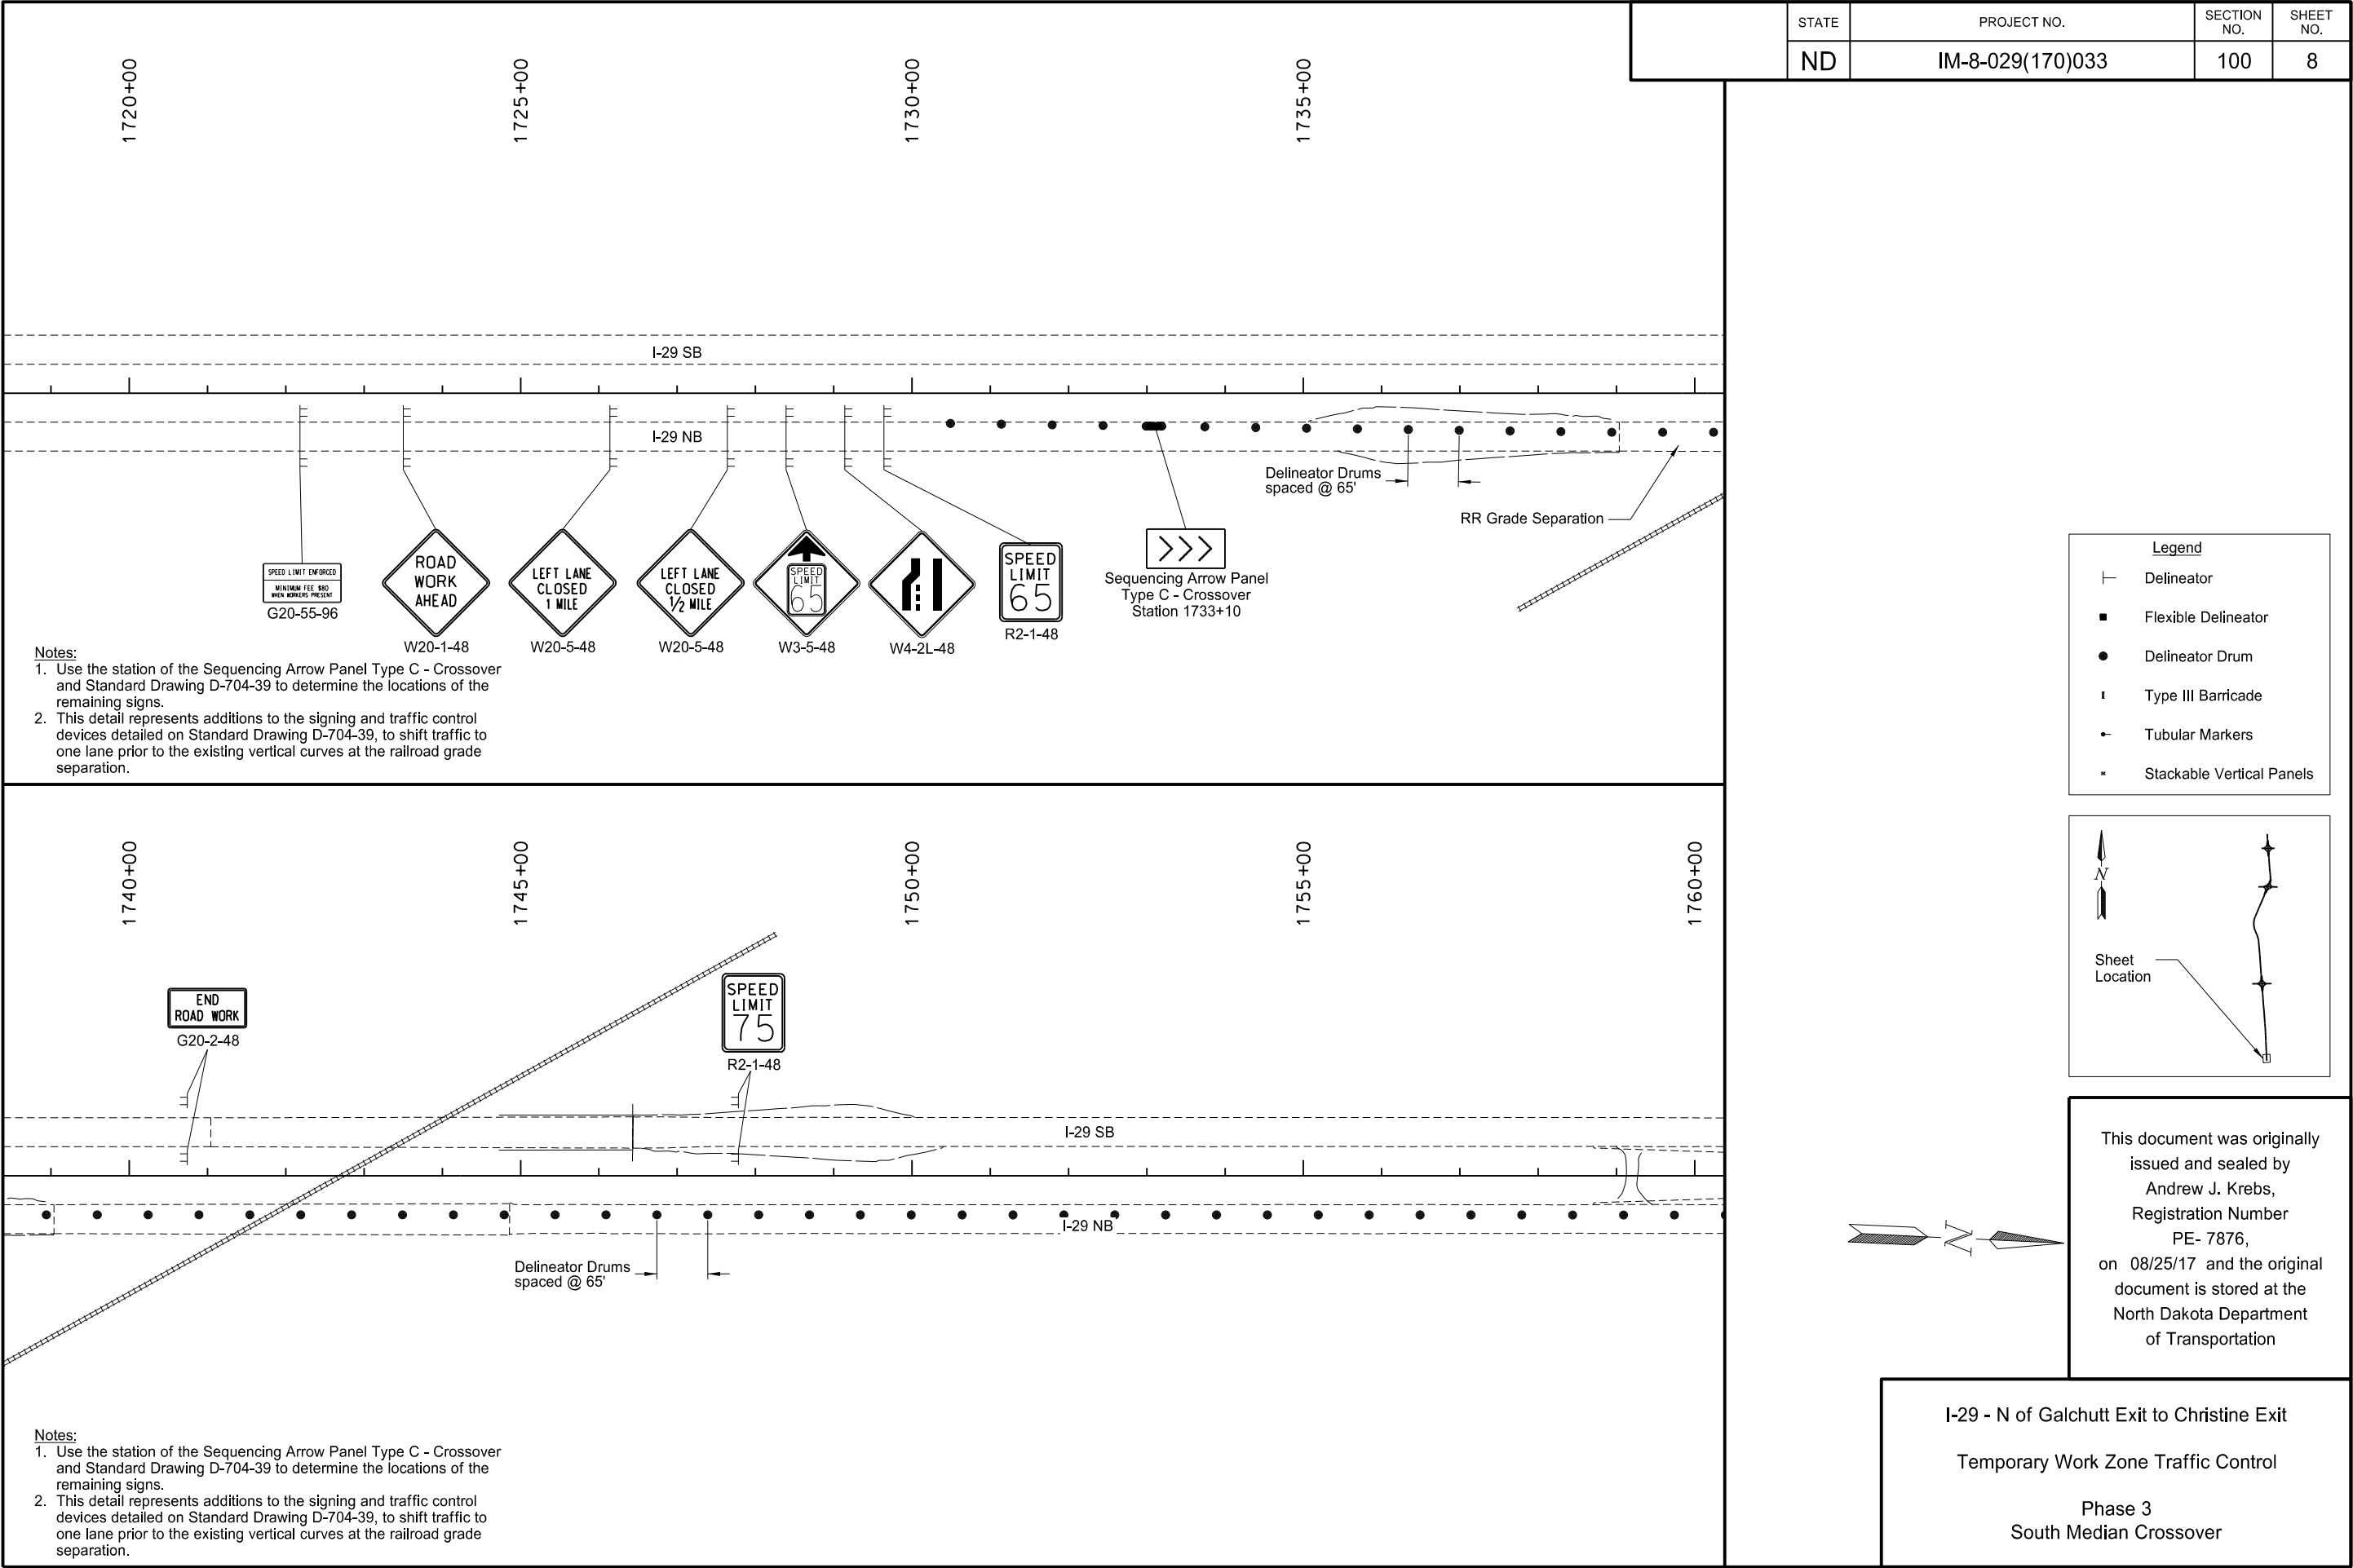 STATE
PROJECT NO.
SECTION
NO.
SHEET
NO.
ND
IM-8-029(170)033
100
8
1720+00
1725+00
1730+00
1735+00
I-29 SB
I-29 NB
Delineator Drums
spaced @ 65'
RR Grade Separation
SPEED LIMIT ENFORCED
MINIMUM FEE $80
WHEN WORKERS PRESENT
G20-55-96
ROAD
WORK
AHEAD
W20-1-48
LEFT LANE
CLOSED
1 MILE
W20-5-48
LEFT LANE
CLOSED
1/2 MILE
W20-5-48
SPEED
LIMIT
65
W3-5-48
W4-2L-48
SPEED
LIMIT
65
R2-1-48
Sequencing Arrow Panel
Type C - Crossover
Station 1733+10
Notes:
1. Use the station of the Sequencing Arrow Panel Type C - Crossover
and Standard Drawing D-704-39 to determine the locations of the
remaining signs.
2. This detail represents additions to the signing and traffic control
devices detailed on Standard Drawing D-704-39, to shift traffic to
one lane prior to the existing vertical curves at the railroad grade
separation.
Legend
Delineator
Flexible Delineator
Delineator Drum
Type III Barricade
Tubular Markers
Stackable Vertical Panels
N
Sheet
Location
1740+00
1745+00
1750+00
1755+00
1760+00
END
ROAD WORK
G20-2-48
SPEED
LIMIT
75
R2-1-48
I-29 SB
I-29 NB
Delineator Drums
spaced @ 65'
Notes:
1. Use the station of the Sequencing Arrow Panel Type C - Crossover
and Standard Drawing D-704-39 to determine the locations of the
remaining signs.
2. This detail represents additions to the signing and traffic control
devices detailed on Standard Drawing D-704-39, to shift traffic to
one lane prior to the existing vertical curves at the railroad grade
separation.
N
This document was originally
issued and sealed by
Andrew J. Krebs,
Registration Number
PE- 7876,
on 08/25/17 and the original
document is stored at the
North Dakota Department
of Transportation
I-29 - N of Galchutt Exit to Christine Exit
Temporary Work Zone Traffic Control
Phase 3
South Median Crossover